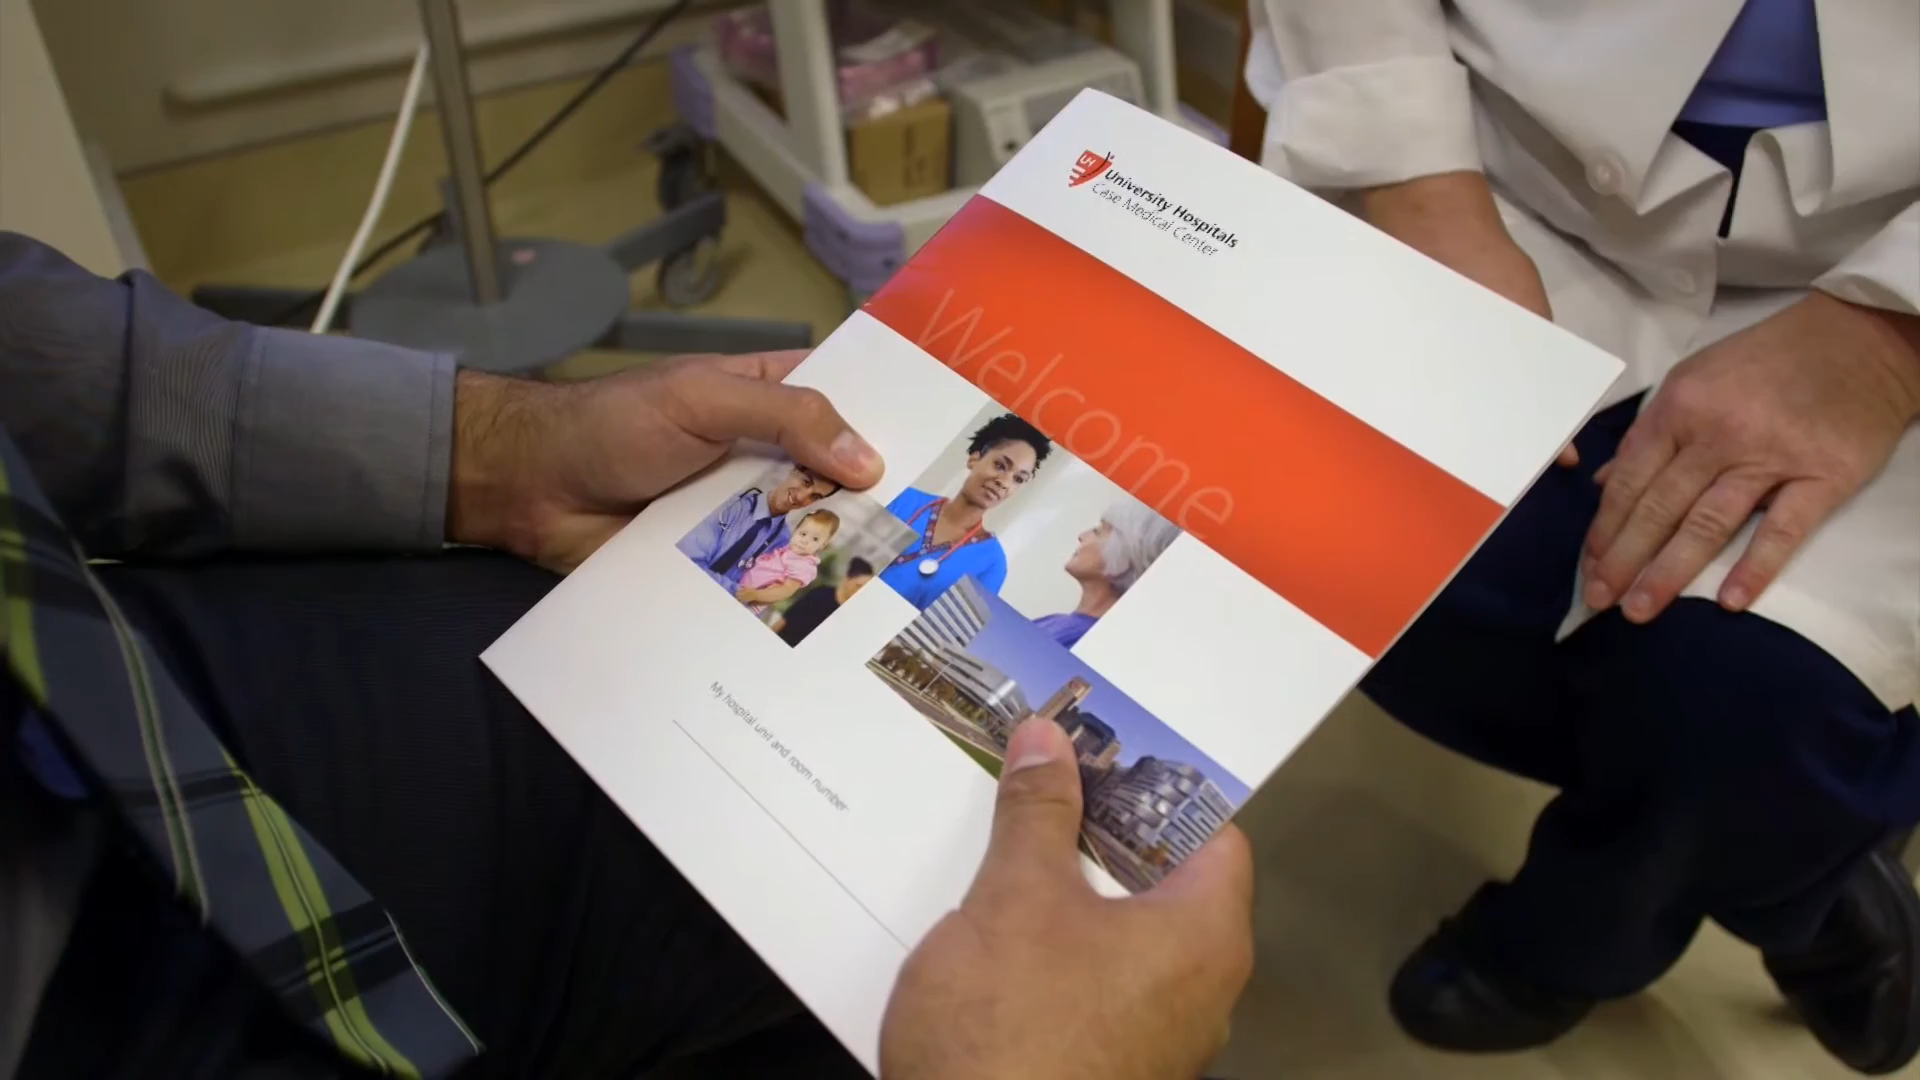 UH
University Hospitals
Case Medical Center
Welcome
My hospital unit and room number